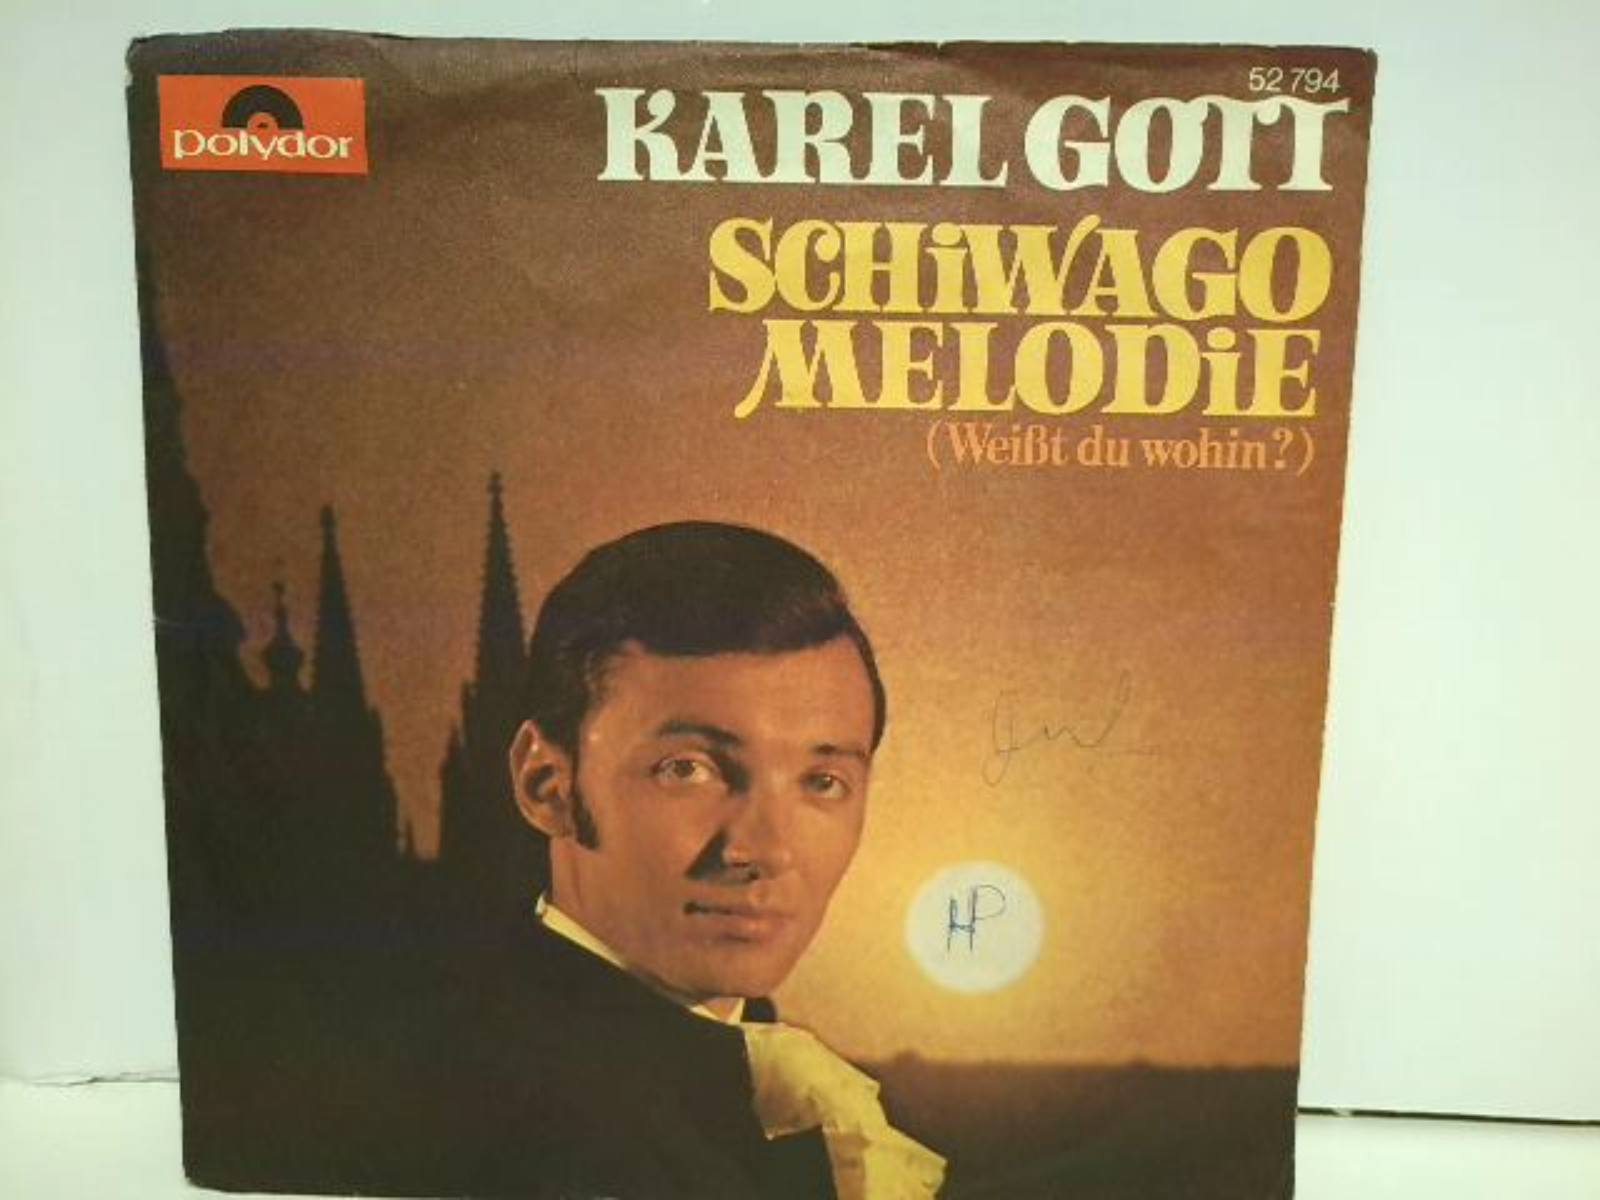 52 794
polydor
KAREL GOTT
SCHiWAGO
MELODiE
(Weißt du wohin?)
HP